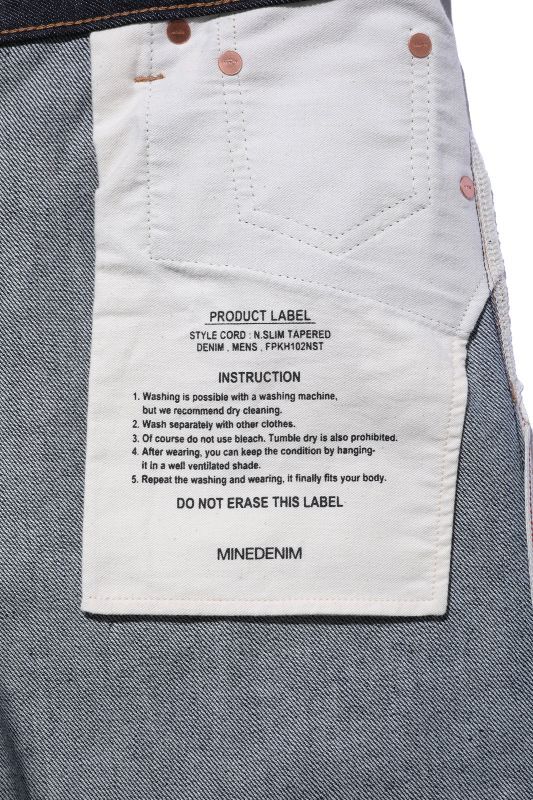 PRODUCT LABEL
STYLE CORD : N.SLIM TAPERED
DENIM , MENS , FPKH102NST
INSTRUCTION
1. Washing is possible with a washing machine,
but we recommend dry cleaning.
2. Wash separately with other clothes.
3. Of course do not use bleach. Tumble dry is also prohibited.
4. After wearing, you can keep the condition by hanging-
it in a well ventilated shade.
5. Repeat the washing and wearing, it finally fits your body.
DO NOT ERASE THIS LABEL
MINEDENIM